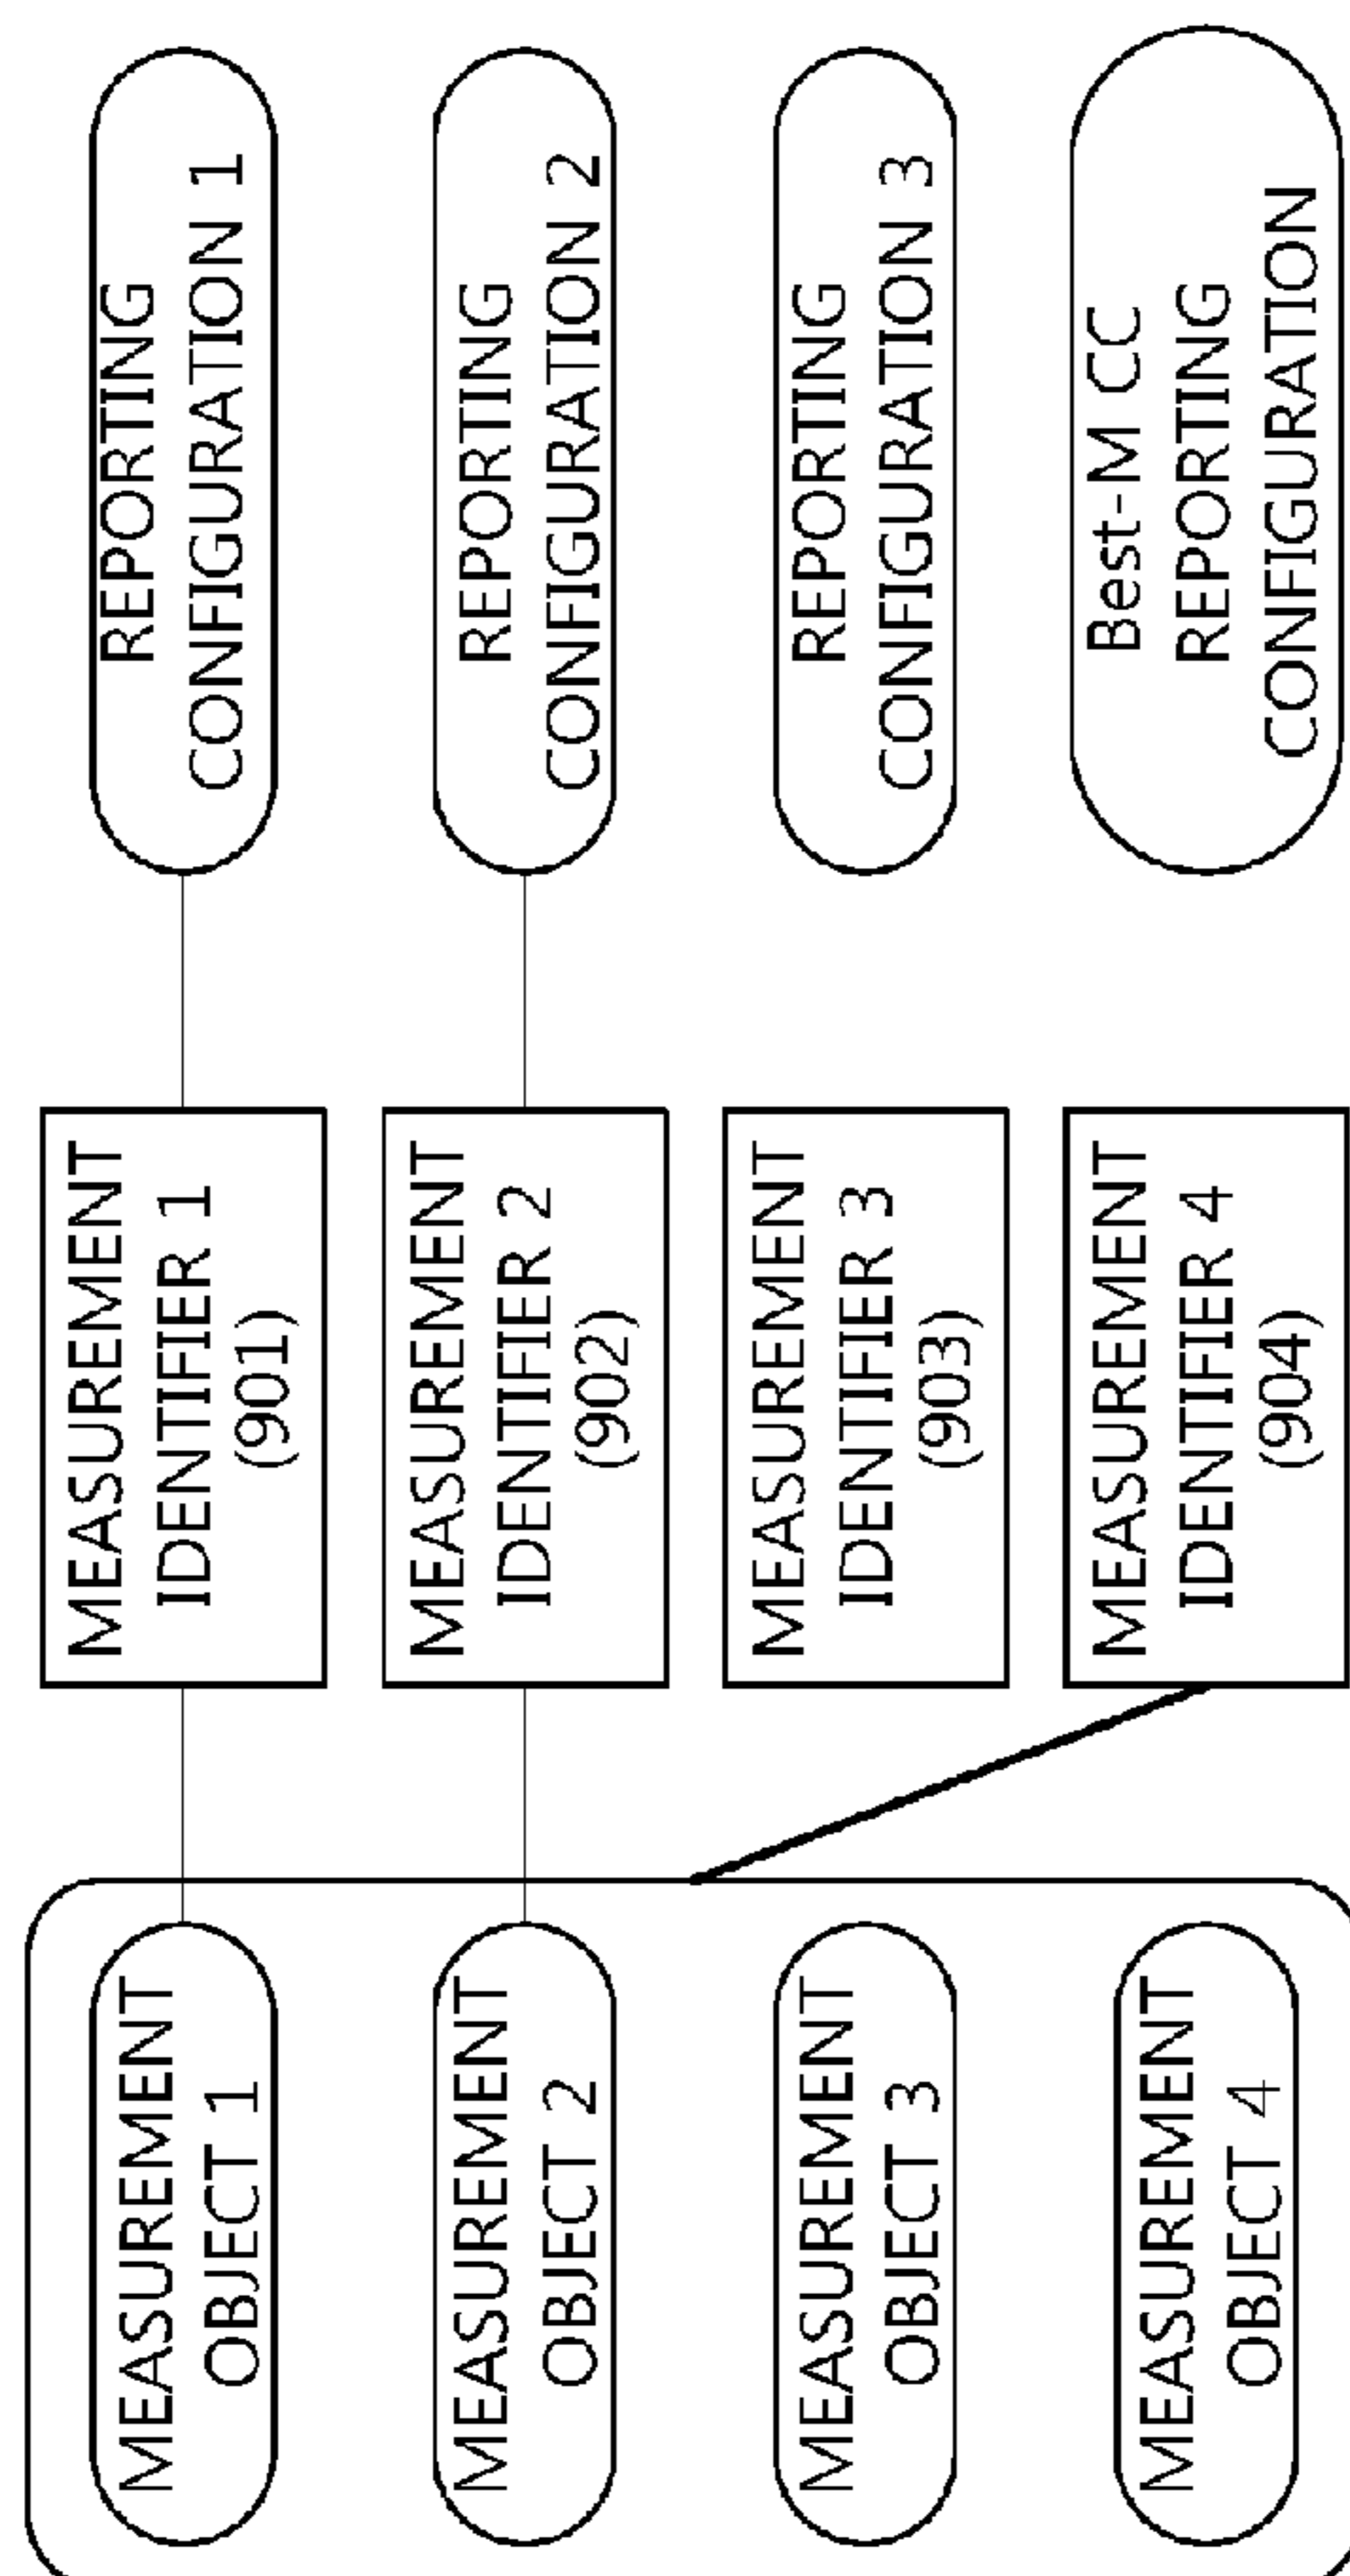 MEASUREMENT
OBJECT 1
MEASUREMENT
IDENTIFIER 1
(901)
REPORTING
CONFIGURATION 1
MEASUREMENT
OBJECT 2
MEASUREMENT
IDENTIFIER 2
(902)
REPORTING
CONFIGURATION 2
MEASUREMENT
OBJECT 3
MEASUREMENT
IDENTIFIER 3
(903)
REPORTING
CONFIGURATION 3
MEASUREMENT
OBJECT 4
MEASUREMENT
IDENTIFIER 4
(904)
Best-M CC
REPORTING
CONFIGURATION